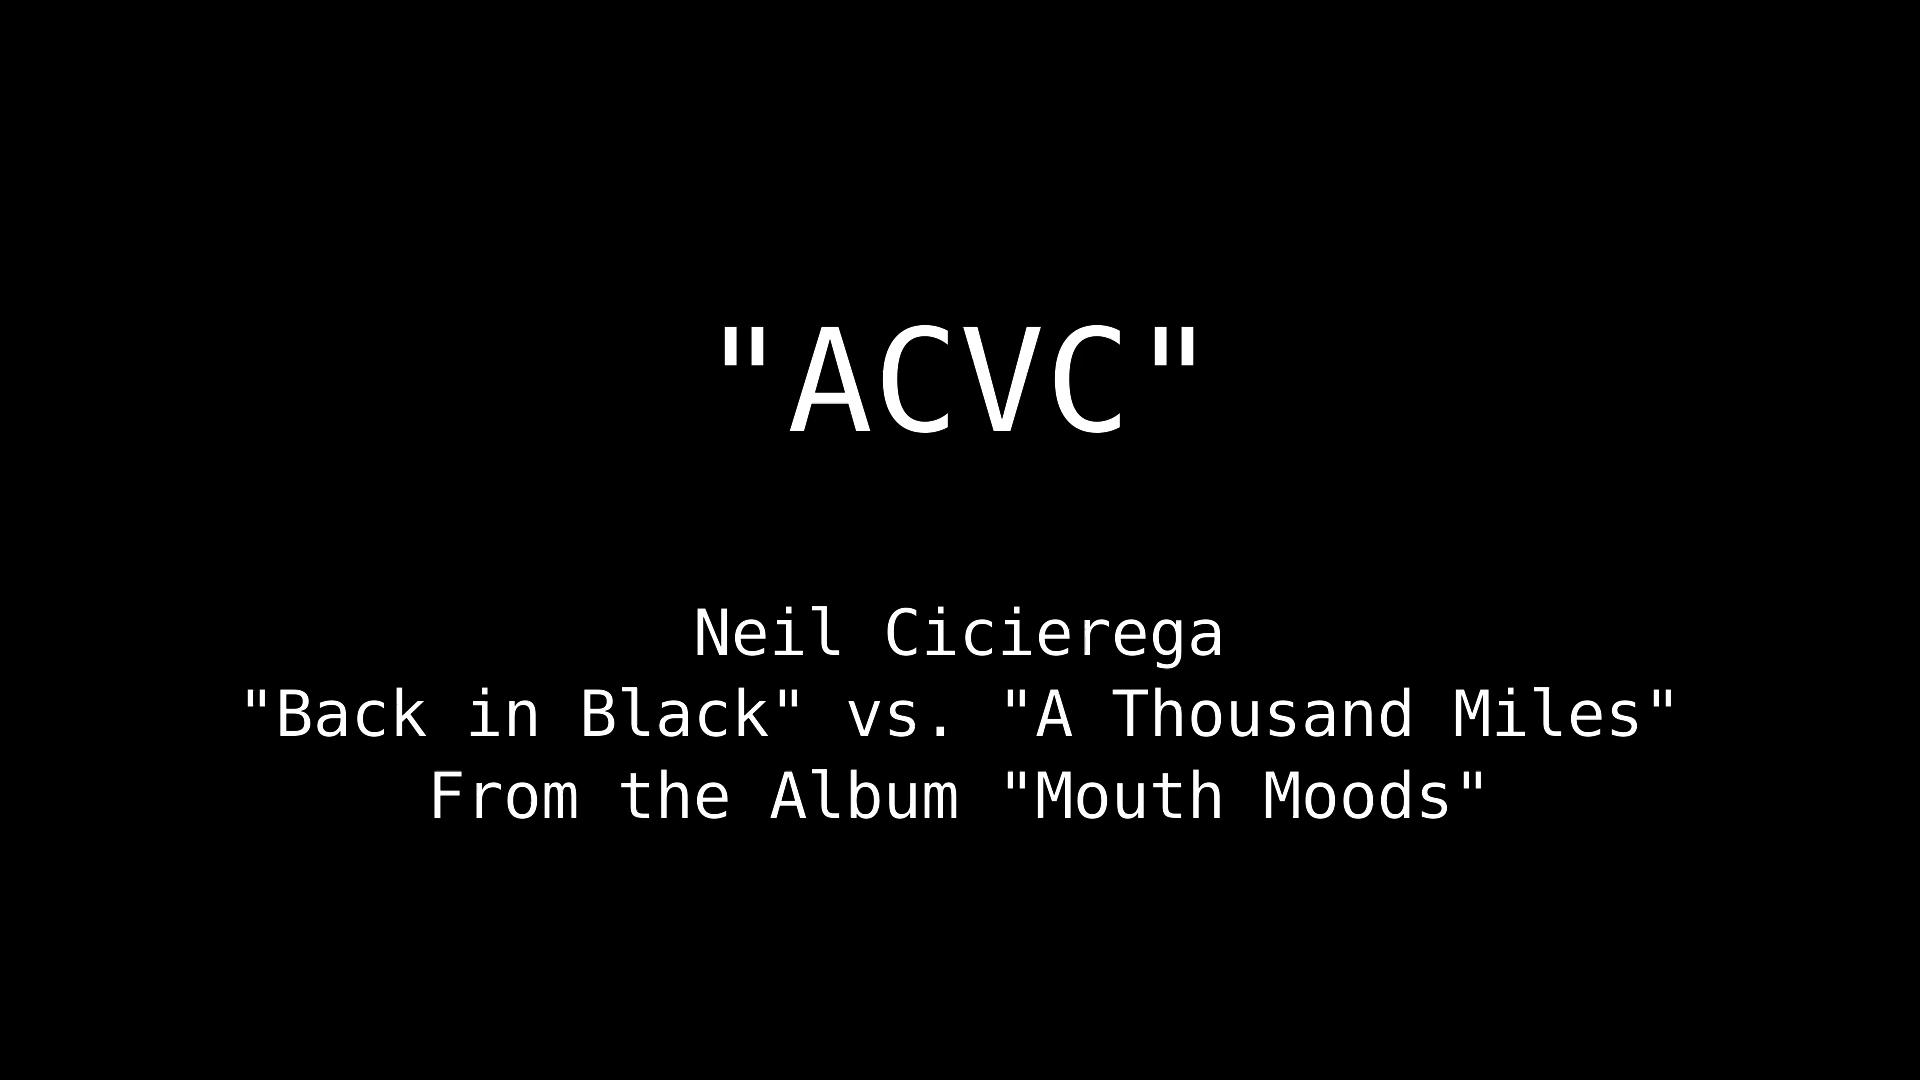 "ACVC"
Neil Cicierega
"Back in Black" vs. "A Thousand Miles"
From the Album "Mouth Moods"